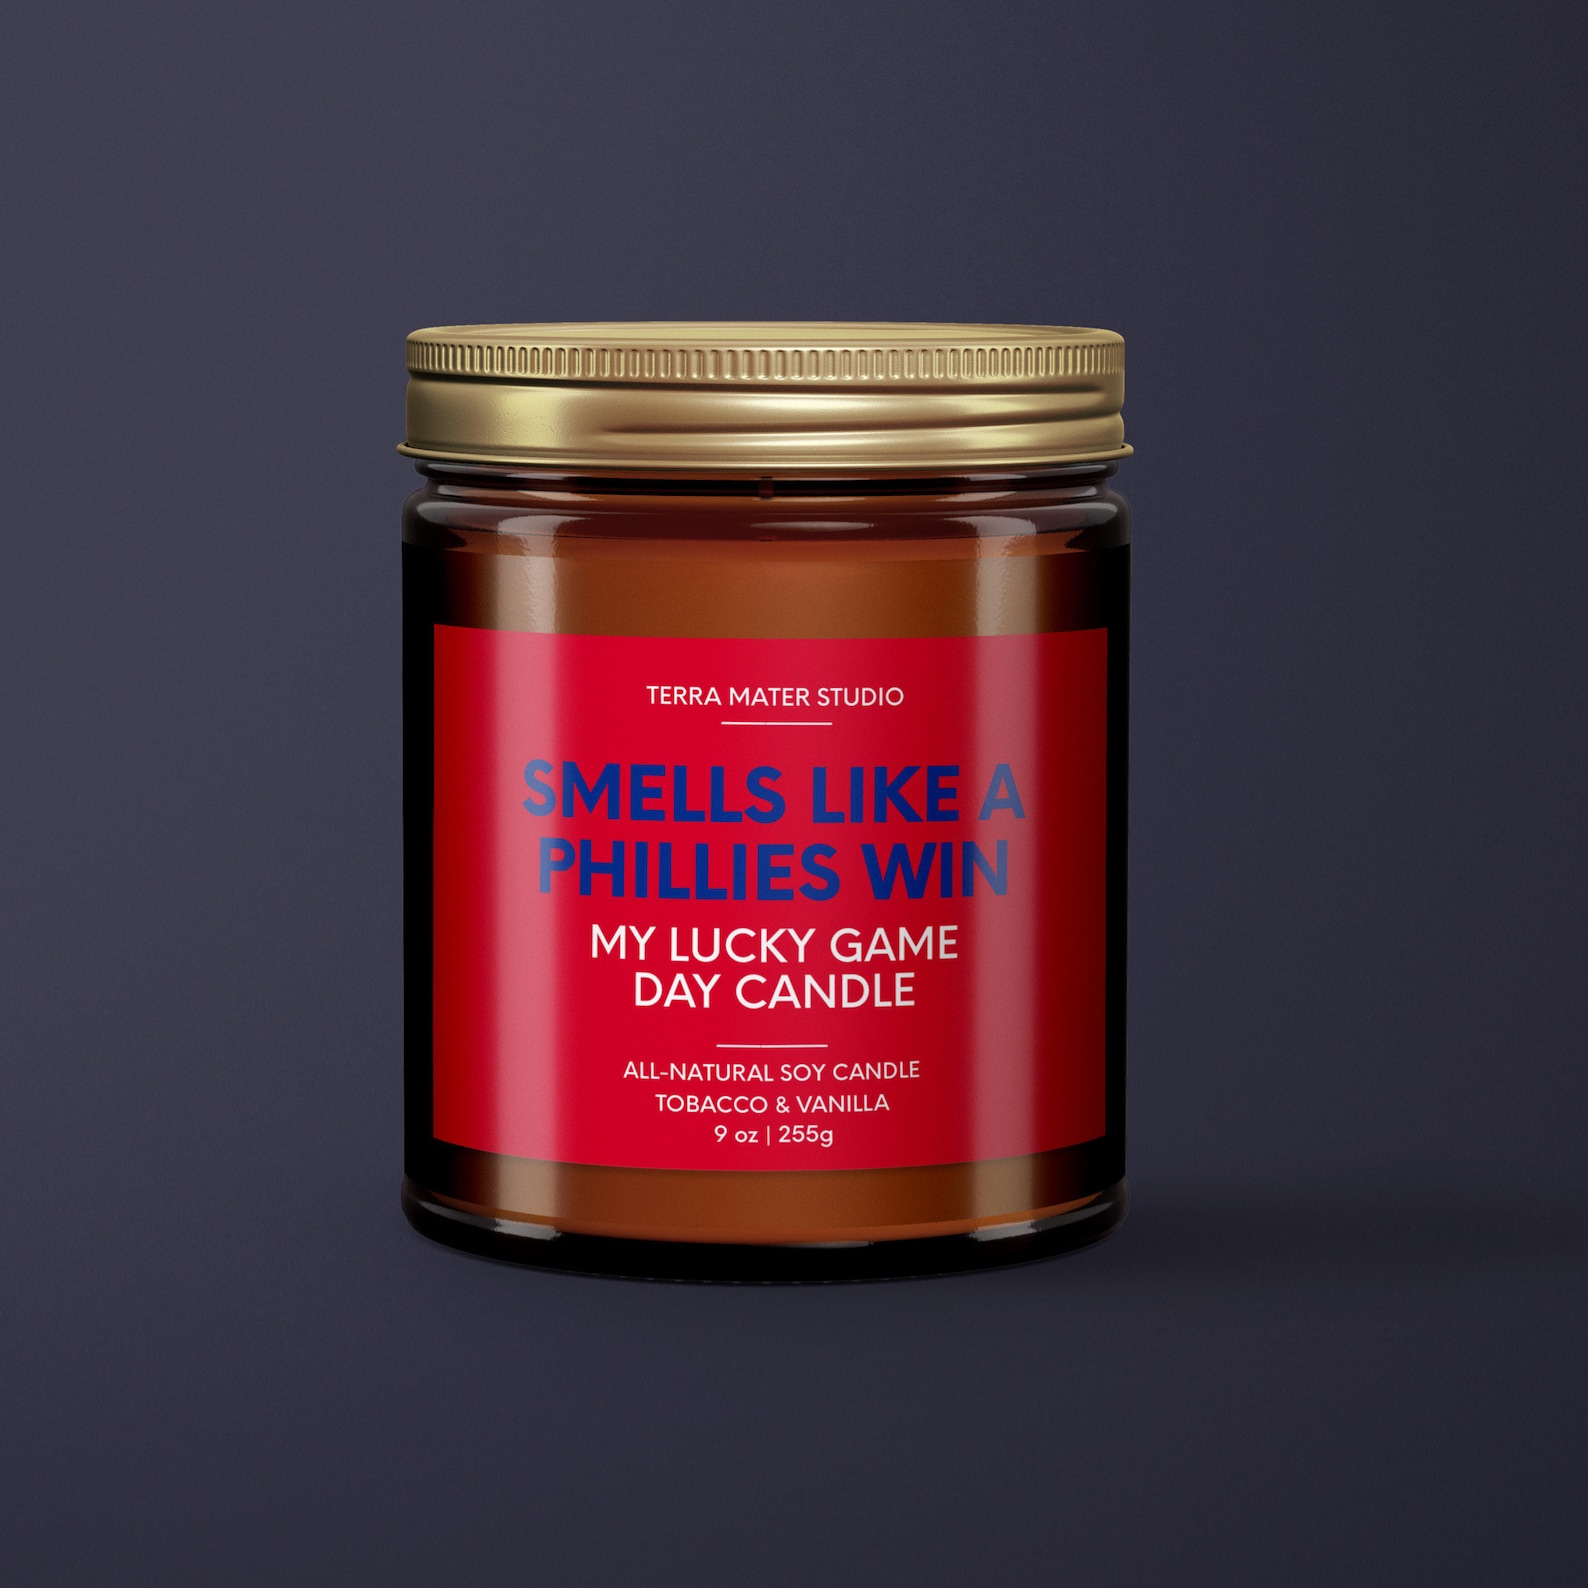 TERRA MATER STUDIO
SMELLS LIKE A
PHILLIES WIN
MY LUCKY GAME
DAY CANDLE
ALL-NATURAL SOY CANDLE
TOBACCO & VANILLA
9 oz | 255g